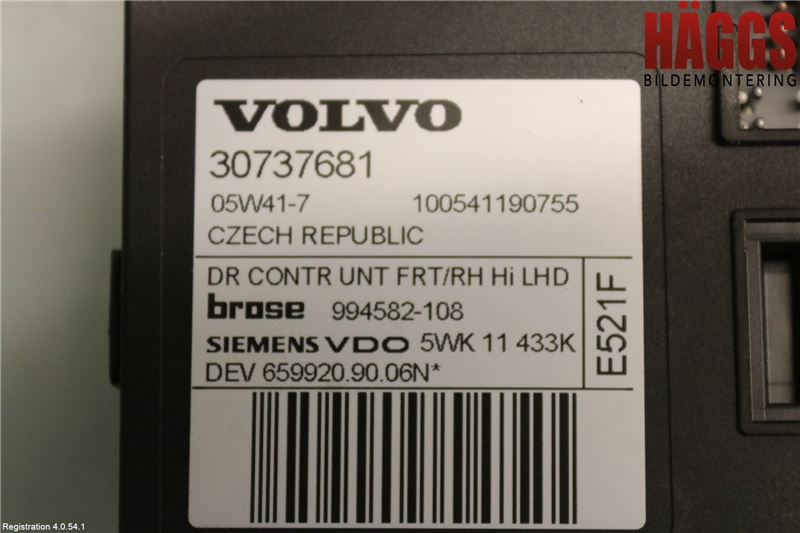 HÄGGS
BILDEMONTERING
VOLVO
30737681
05W41-7 100541190755
CZECH REPUBLIC
DR CONTR UNT FRT/RH Hi LHD
brose 994582-108
SIEMENS VDO 5WK 11 433K
DEV 659920.90.06N*
E521F
Registration 4.0.54.1